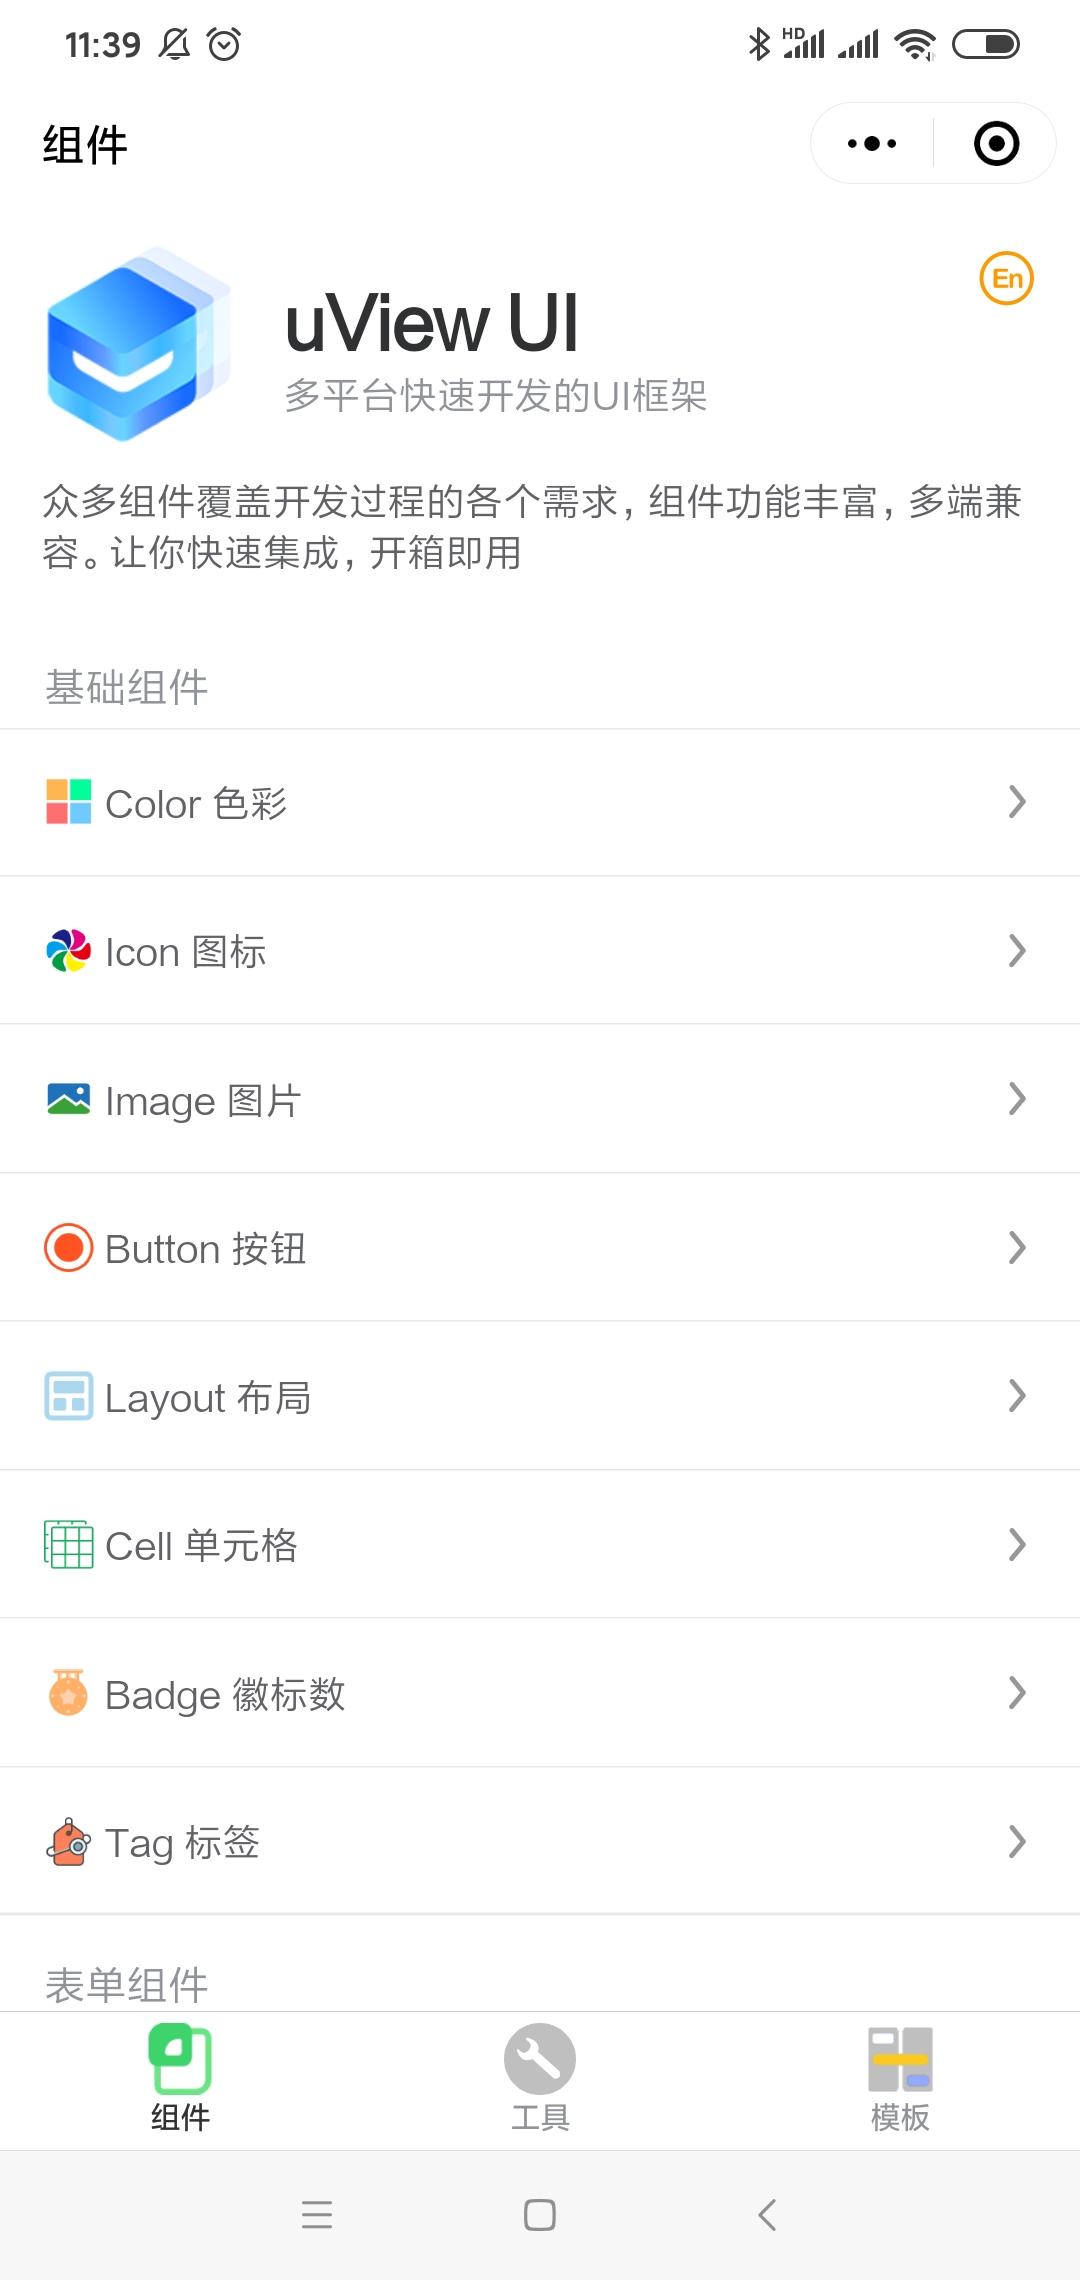 11:39
HD
组件
En
uView UI
多平台快速开发的UI框架
众多组件覆盖开发过程的各个需求，组件功能丰富，多端兼
容。让你快速集成，开箱即用
基础组件
Color 色彩
Icon 图标
Image 图片
Button 按钮
Layout 布局
Cell 单元格
Badge 徽标数
Tag 标签
表单组件
组件
工具
模板